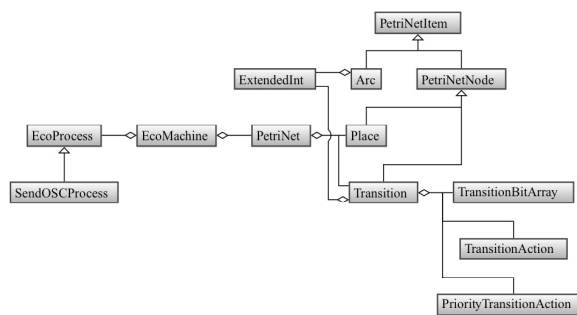 PetriNetItem
ExtendedInt
Arc
PetriNetNode
EcoProcess
EcoMachine
PetriNet
Place
SendOSCProcess
Transition
TransitionBitArray
TransitionAction
PriorityTransitionAction